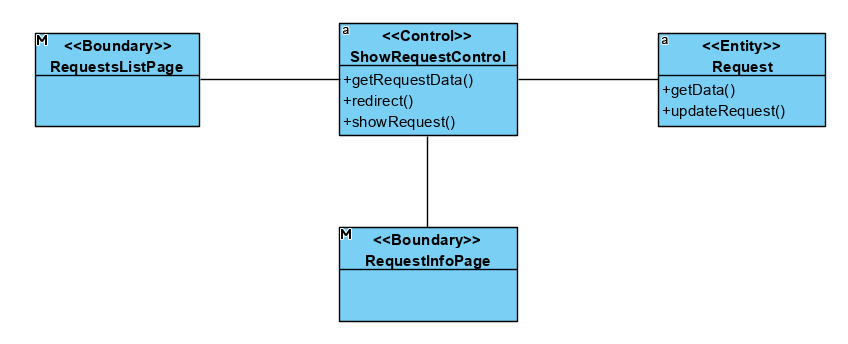 M
<<Boundary>>
RequestsListPage
a
<<Control>>
ShowRequestControl
+getRequestData()
+redirect()
+showRequest()
a
<<Entity>>
Request
+getData()
+updateRequest()
M
<<Boundary>>
RequestInfoPage